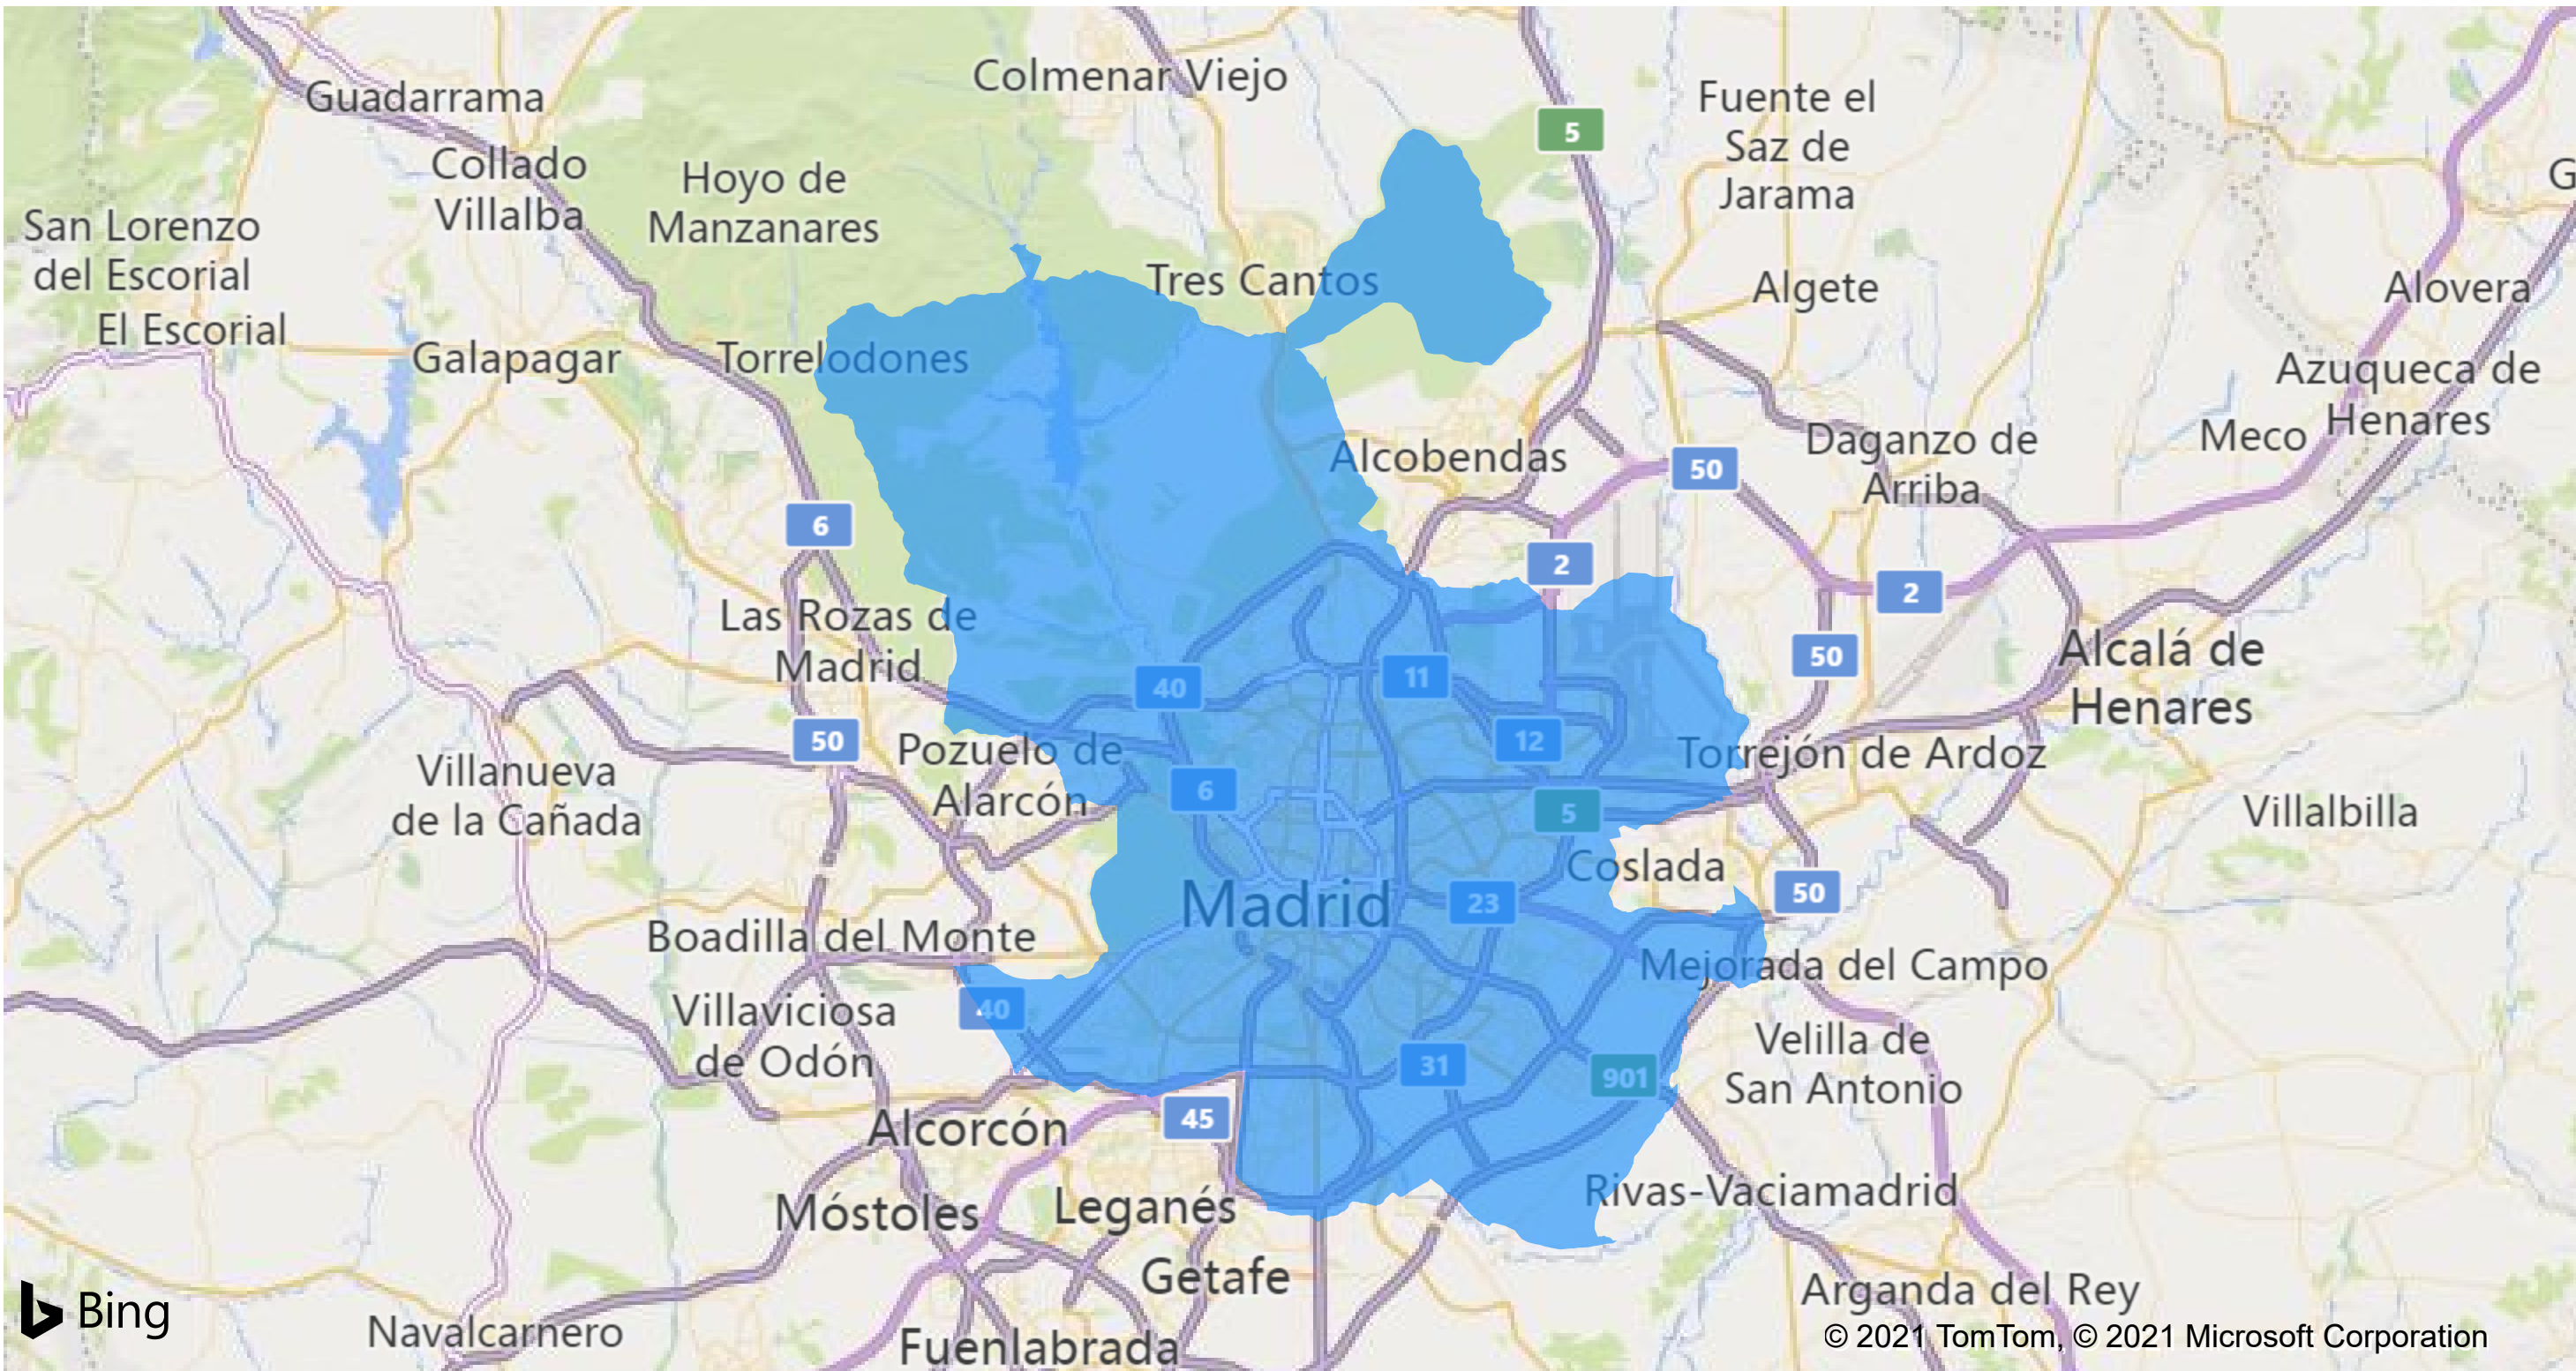 Colmenar Viejo
Guadarrama
Fuente el
Saz de
Jarama
5
Collado
Villalba
Hoyo de
Manzanares
G
San Lorenzo
del Escorial
Tres Cantos
Algete
Alovera
El Escorial
Galapagar
Torrelodones
Azuqueca de
Henares
Meco
Alcobendas
Daganzo de
Arriba
50
6
2
2
Las Rozas de
Madrid
50
Alcalá de
Henares
40
11
50
12
Pozuelo de
Alarcón
Torrejón de Ardoz
Villanueva
de la Cañada
6
5
Villalbilla
Coslada
50
Madrid
23
Boadilla del Monte
Mejorada del Campo
40
Villaviciosa
de Odón
Velilla de
San Antonio
31
901
45
Alcorcón
Rivas-Vaciamadrid
Móstoles
Leganés
Getafe
Arganda del Rey
Bing
Navalcarnero
Fuenlabrada
© 2021 TomTom, © 2021 Microsoft Corporation